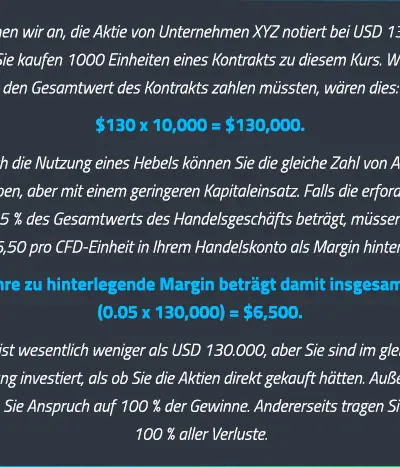 nen wir an, die Aktie von Unternehmen XYZ notiert bei USD 13
Sie kaufen 1000 Einheiten eines Kontrakts zu diesem Kurs. W
den Gesamtwert des Kontrakts zahlen müssten, wären dies:
$130 x 10,000 = $130,000.
ch die Nutzung eines Hebels können Sie die gleiche Zahl von A
ben, aber mit einem geringeren Kapitaleinsatz. Falls die erford
5 % des Gesamtwerts des Handelsgeschäfts beträgt, müssen
6,50 pro CFD-Einheit in Ihrem Handelskonto als Margin hinter
hre zu hinterlegende Margin beträgt damit insgesam
(0.05 x 130,000) = $6,500.
ist wesentlich weniger als USD 130.000, aber Sie sind im glei
ng investiert, als ob Sie die Aktien direkt gekauft hätten. Auße
Sie Anspruch auf 100 % der Gewinne. Andererseits tragen Si
100 % aller Verluste.